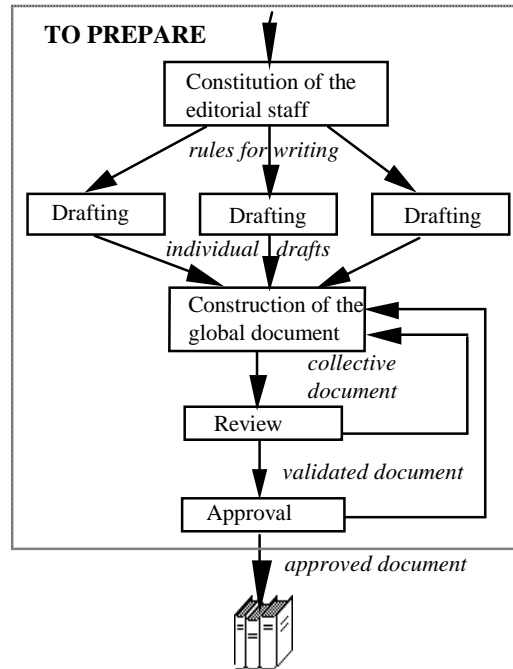 TO PREPARE
Constitution of the
editorial staff
rules for writing
Drafting
Drafting
Drafting
individual drafts
Construction of the
global document
collective
document
Review
validated document
Approval
approved document